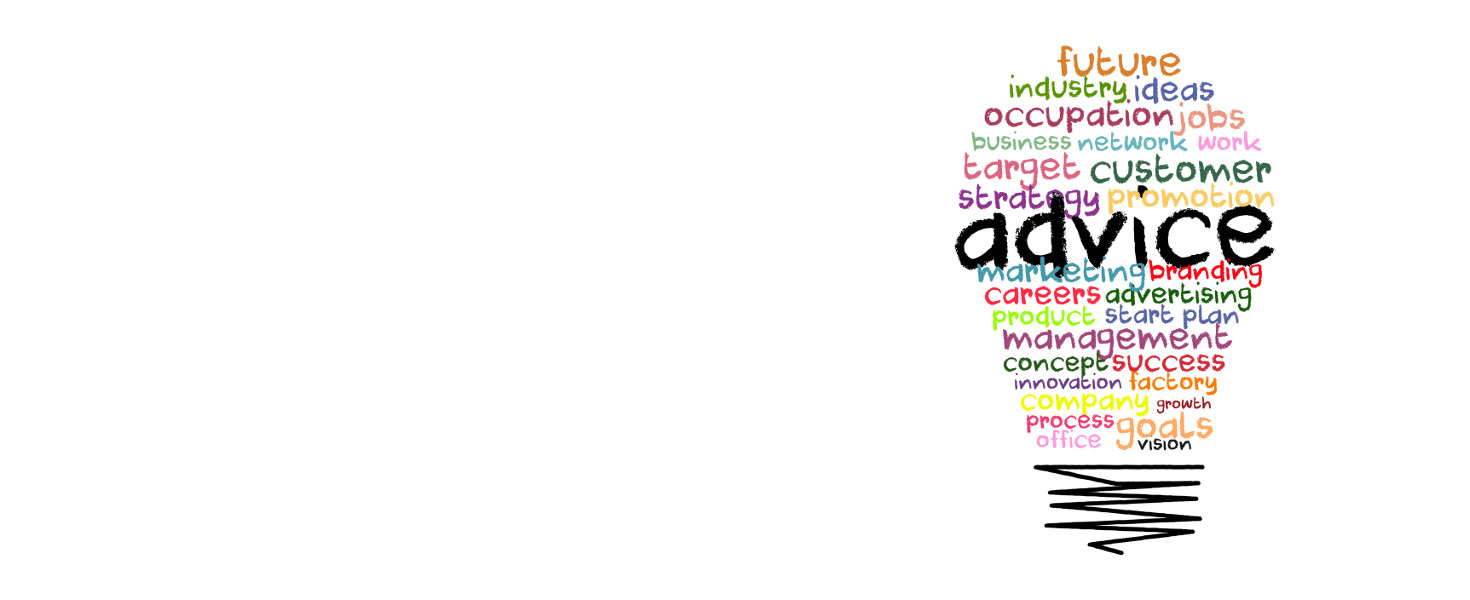 future
industry ideas
occupation jobs
business network work
target customer
strategy promotion
advice
marketing branding
careers advertising
product start plan
management
concept success
innovation factory
company growth
process goals
office vision